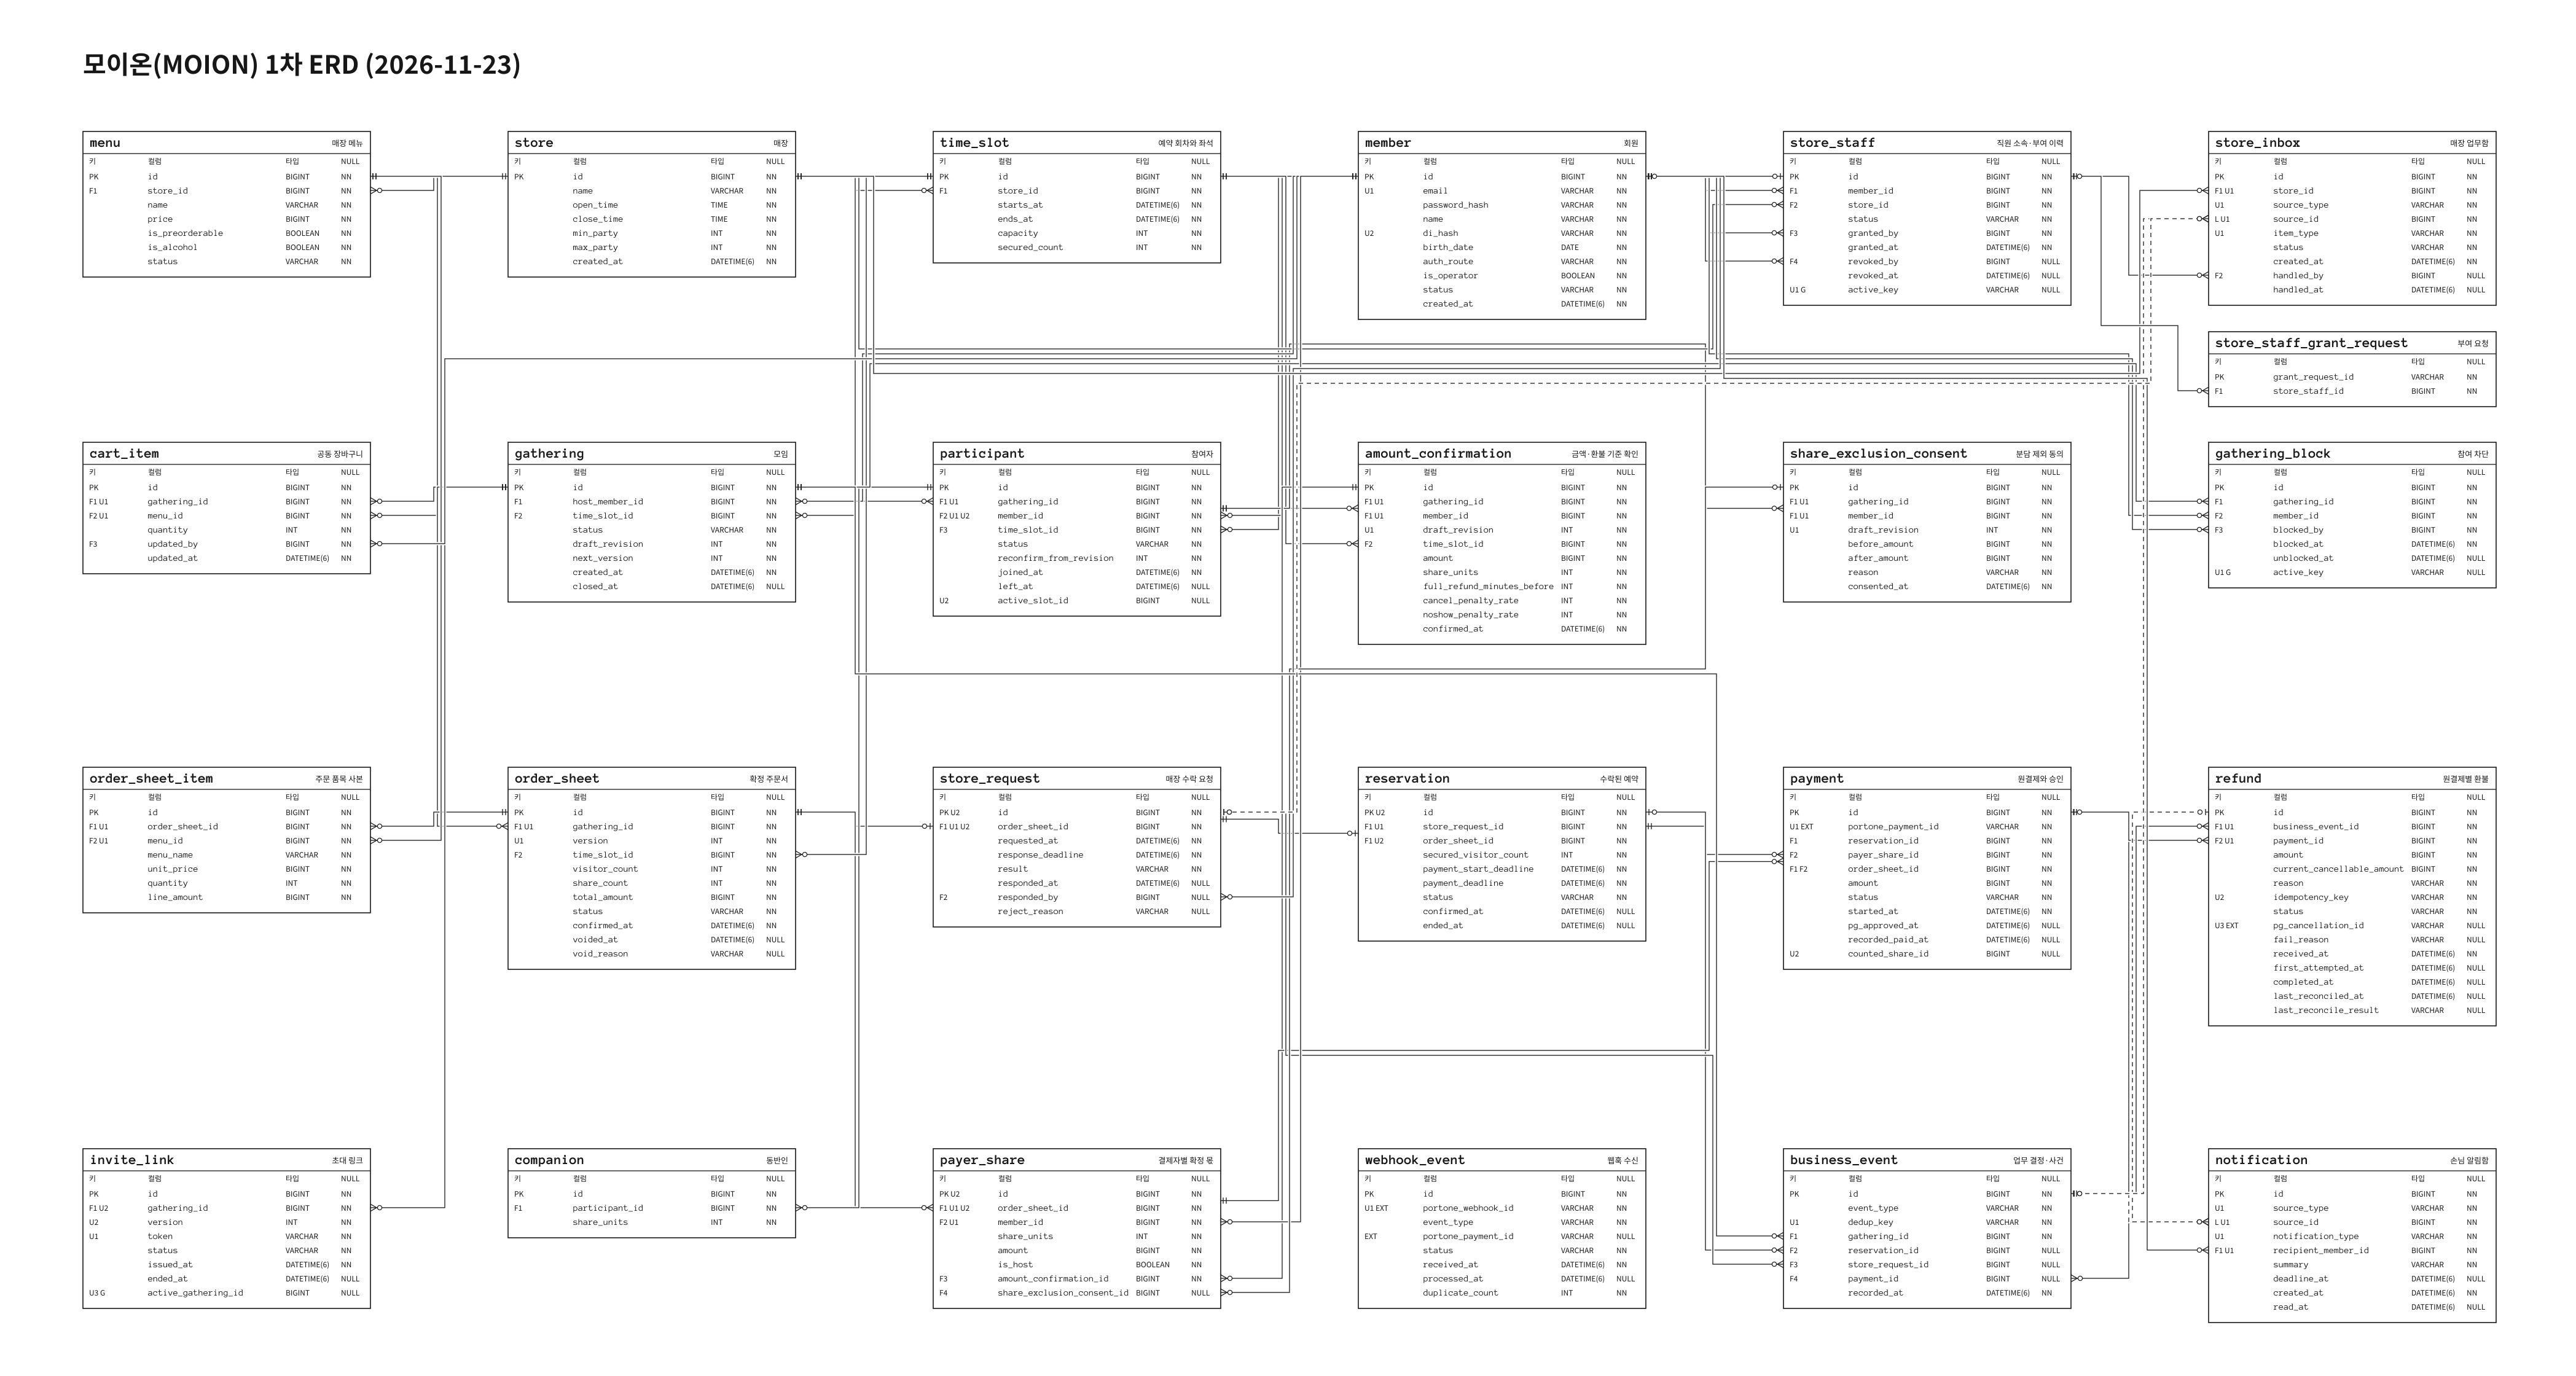 모이온(MOION) 1차 ERD (2026-11-23)
menu 매장 메뉴
키 컬럼 타입 NULL
PK id BIGINT NN
F1 store_id BIGINT NN
name VARCHAR NN
price BIGINT NN
is_preorderable BOOLEAN NN
is_alcohol BOOLEAN NN
status VARCHAR NN
store 매장
키 컬럼 타입 NULL
PK id BIGINT NN
name VARCHAR NN
open_time TIME NN
close_time TIME NN
min_party INT NN
max_party INT NN
created_at DATETIME(6) NN
time_slot 예약 회차와 좌석
키 컬럼 타입 NULL
PK id BIGINT NN
F1 store_id BIGINT NN
starts_at DATETIME(6) NN
ends_at DATETIME(6) NN
capacity INT NN
secured_count INT NN
member 회원
키 컬럼 타입 NULL
PK id BIGINT NN
U1 email VARCHAR NN
password_hash VARCHAR NN
name VARCHAR NN
U2 di_hash VARCHAR NN
birth_date DATE NN
auth_route VARCHAR NN
is_operator BOOLEAN NN
status VARCHAR NN
created_at DATETIME(6) NN
store_staff 직원 소속·부여 이력
키 컬럼 타입 NULL
PK id BIGINT NN
F1 member_id BIGINT NN
F2 store_id BIGINT NN
status VARCHAR NN
F3 granted_by BIGINT NN
granted_at DATETIME(6) NN
F4 revoked_by BIGINT NULL
revoked_at DATETIME(6) NULL
U1 G active_key VARCHAR NULL
store_inbox 매장 업무함
키 컬럼 타입 NULL
PK id BIGINT NN
F1 U1 store_id BIGINT NN
U1 source_type VARCHAR NN
L U1 source_id BIGINT NN
U1 item_type VARCHAR NN
status VARCHAR NN
created_at DATETIME(6) NN
F2 handled_by BIGINT NULL
handled_at DATETIME(6) NULL
store_staff_grant_request 부여 요청
키 컬럼 타입 NULL
PK grant_request_id VARCHAR NN
F1 store_staff_id BIGINT NN
cart_item 공동 장바구니
키 컬럼 타입 NULL
PK id BIGINT NN
F1 U1 gathering_id BIGINT NN
F2 U1 menu_id BIGINT NN
quantity INT NN
F3 updated_by BIGINT NN
updated_at DATETIME(6) NN
gathering 모임
키 컬럼 타입 NULL
PK id BIGINT NN
F1 host_member_id BIGINT NN
F2 time_slot_id BIGINT NN
status VARCHAR NN
draft_revision INT NN
next_version INT NN
created_at DATETIME(6) NN
closed_at DATETIME(6) NULL
participant 참여자
키 컬럼 타입 NULL
PK id BIGINT NN
F1 U1 gathering_id BIGINT NN
F2 U1 U2 member_id BIGINT NN
F3 time_slot_id BIGINT NN
status VARCHAR NN
reconfirm_from_revision INT NN
joined_at DATETIME(6) NN
left_at DATETIME(6) NULL
U2 active_slot_id BIGINT NULL
amount_confirmation 금액·환불 기준 확인
키 컬럼 타입 NULL
PK id BIGINT NN
F1 U1 gathering_id BIGINT NN
F1 U1 member_id BIGINT NN
U1 draft_revision INT NN
F2 time_slot_id BIGINT NN
amount BIGINT NN
share_units INT NN
full_refund_minutes_before INT NN
cancel_penalty_rate INT NN
noshow_penalty_rate INT NN
confirmed_at DATETIME(6) NN
share_exclusion_consent 분담 제외 동의
키 컬럼 타입 NULL
PK id BIGINT NN
F1 U1 gathering_id BIGINT NN
F1 U1 member_id BIGINT NN
U1 draft_revision INT NN
before_amount BIGINT NN
after_amount BIGINT NN
reason VARCHAR NN
consented_at DATETIME(6) NN
gathering_block 참여 차단
키 컬럼 타입 NULL
PK id BIGINT NN
F1 gathering_id BIGINT NN
F2 member_id BIGINT NN
F3 blocked_by BIGINT NN
blocked_at DATETIME(6) NN
unblocked_at DATETIME(6) NULL
U1 G active_key VARCHAR NULL
order_sheet_item 주문 품목 사본
키 컬럼 타입 NULL
PK id BIGINT NN
F1 U1 order_sheet_id BIGINT NN
F2 U1 menu_id BIGINT NN
menu_name VARCHAR NN
unit_price BIGINT NN
quantity INT NN
line_amount BIGINT NN
order_sheet 확정 주문서
키 컬럼 타입 NULL
PK id BIGINT NN
F1 U1 gathering_id BIGINT NN
U1 version INT NN
F2 time_slot_id BIGINT NN
visitor_count INT NN
share_count INT NN
total_amount BIGINT NN
status VARCHAR NN
confirmed_at DATETIME(6) NN
voided_at DATETIME(6) NULL
void_reason VARCHAR NULL
store_request 매장 수락 요청
키 컬럼 타입 NULL
PK U2 id BIGINT NN
F1 U1 U2 order_sheet_id BIGINT NN
requested_at DATETIME(6) NN
response_deadline DATETIME(6) NN
result VARCHAR NN
responded_at DATETIME(6) NULL
F2 responded_by BIGINT NULL
reject_reason VARCHAR NULL
reservation 수락된 예약
키 컬럼 타입 NULL
PK U2 id BIGINT NN
F1 U1 store_request_id BIGINT NN
F1 U2 order_sheet_id BIGINT NN
secured_visitor_count INT NN
payment_start_deadline DATETIME(6) NN
payment_deadline DATETIME(6) NN
status VARCHAR NN
confirmed_at DATETIME(6) NULL
ended_at DATETIME(6) NULL
payment 원결제와 승인
키 컬럼 타입 NULL
PK id BIGINT NN
U1 EXT portone_payment_id VARCHAR NN
F1 reservation_id BIGINT NN
F2 payer_share_id BIGINT NN
F1 F2 order_sheet_id BIGINT NN
amount BIGINT NN
status VARCHAR NN
started_at DATETIME(6) NN
pg_approved_at DATETIME(6) NULL
recorded_paid_at DATETIME(6) NULL
U2 counted_share_id BIGINT NULL
refund 원결제별 환불
키 컬럼 타입 NULL
PK id BIGINT NN
F1 U1 business_event_id BIGINT NN
F2 U1 payment_id BIGINT NN
amount BIGINT NN
current_cancellable_amount BIGINT NN
reason VARCHAR NN
U2 idempotency_key VARCHAR NN
status VARCHAR NN
U3 EXT pg_cancellation_id VARCHAR NULL
fail_reason VARCHAR NULL
received_at DATETIME(6) NN
first_attempted_at DATETIME(6) NULL
completed_at DATETIME(6) NULL
last_reconciled_at DATETIME(6) NULL
last_reconcile_result VARCHAR NULL
invite_link 초대 링크
키 컬럼 타입 NULL
PK id BIGINT NN
F1 U2 gathering_id BIGINT NN
U2 version INT NN
U1 token VARCHAR NN
status VARCHAR NN
issued_at DATETIME(6) NN
ended_at DATETIME(6) NULL
U3 G active_gathering_id BIGINT NULL
companion 동반인
키 컬럼 타입 NULL
PK id BIGINT NN
F1 participant_id BIGINT NN
share_units INT NN
payer_share 결제자별 확정 몫
키 컬럼 타입 NULL
PK U2 id BIGINT NN
F1 U1 U2 order_sheet_id BIGINT NN
F2 U1 member_id BIGINT NN
share_units INT NN
amount BIGINT NN
is_host BOOLEAN NN
F3 amount_confirmation_id BIGINT NN
F4 share_exclusion_consent_id BIGINT NULL
webhook_event 웹훅 수신
키 컬럼 타입 NULL
PK id BIGINT NN
U1 EXT portone_webhook_id VARCHAR NN
event_type VARCHAR NN
EXT portone_payment_id VARCHAR NULL
status VARCHAR NN
received_at DATETIME(6) NN
processed_at DATETIME(6) NULL
duplicate_count INT NN
business_event 업무 결정·사건
키 컬럼 타입 NULL
PK id BIGINT NN
event_type VARCHAR NN
U1 dedup_key VARCHAR NN
F1 gathering_id BIGINT NN
F2 reservation_id BIGINT NULL
F3 store_request_id BIGINT NULL
F4 payment_id BIGINT NULL
recorded_at DATETIME(6) NN
notification 손님 알림함
키 컬럼 타입 NULL
PK id BIGINT NN
U1 source_type VARCHAR NN
L U1 source_id BIGINT NN
U1 notification_type VARCHAR NN
F1 U1 recipient_member_id BIGINT NN
summary VARCHAR NN
deadline_at DATETIME(6) NULL
created_at DATETIME(6) NN
read_at DATETIME(6) NULL